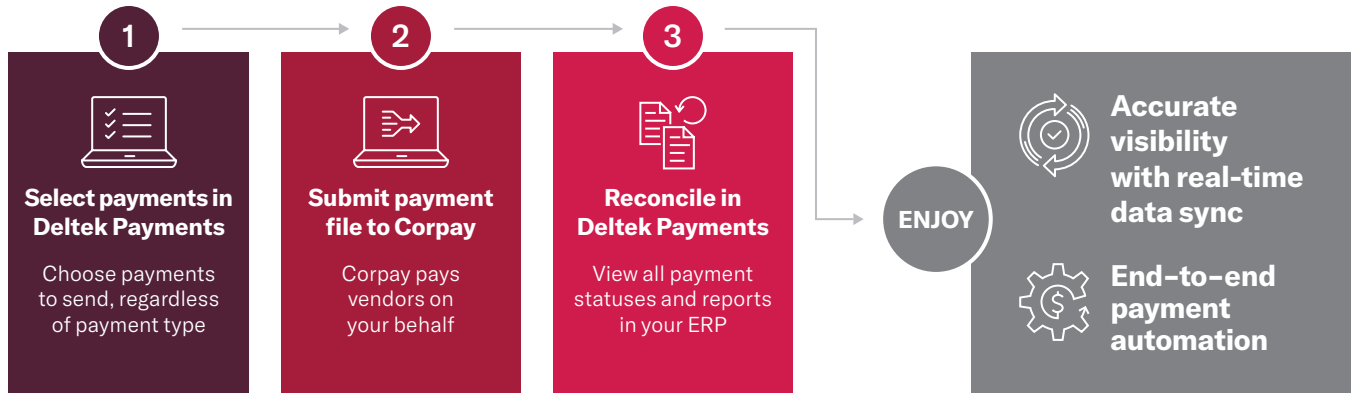 1
Select payments in
Deltek Payments
Choose payments
to send, regardless
of payment type
2
Submit payment
file to Corpay
Corpay pays
vendors on
your behalf
3
Reconcile in
Deltek Payments
View all payment
statuses and reports
in your ERP
ENJOY
Accurate
visibility
with real-time
data sync
$
End-to-end
payment
automation